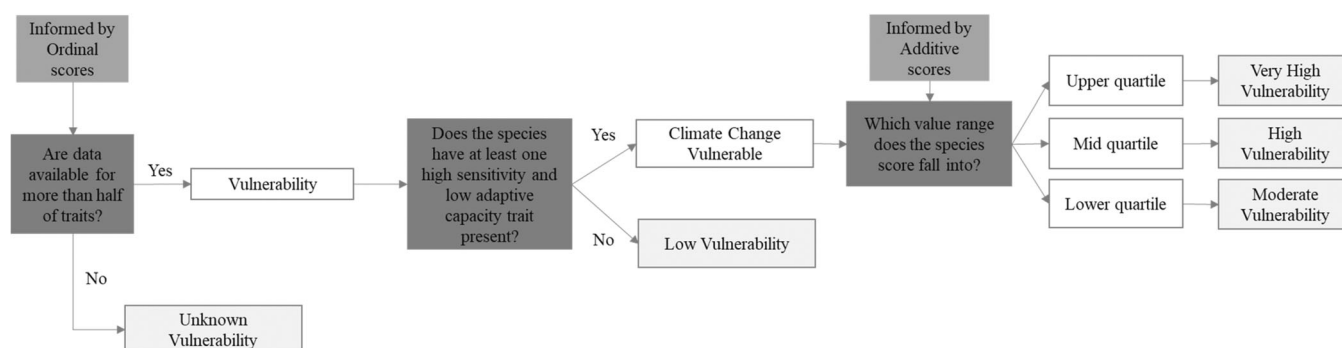 Informed by
Ordinal
scores
Are data
available for
more than half
of traits?
Yes
Vulnerability
No
Unknown
Vulnerability
Does the species
have at least one
high sensitivity and
low adaptive
capacity trait
present?
Yes
Climate Change
Vulnerable
No
Low Vulnerability
Informed by
Additive
scores
Which value range
does the species
score fall into?
Upper quartile
Very High
Vulnerability
Mid quartile
High
Vulnerability
Lower quartile
Moderate
Vulnerability